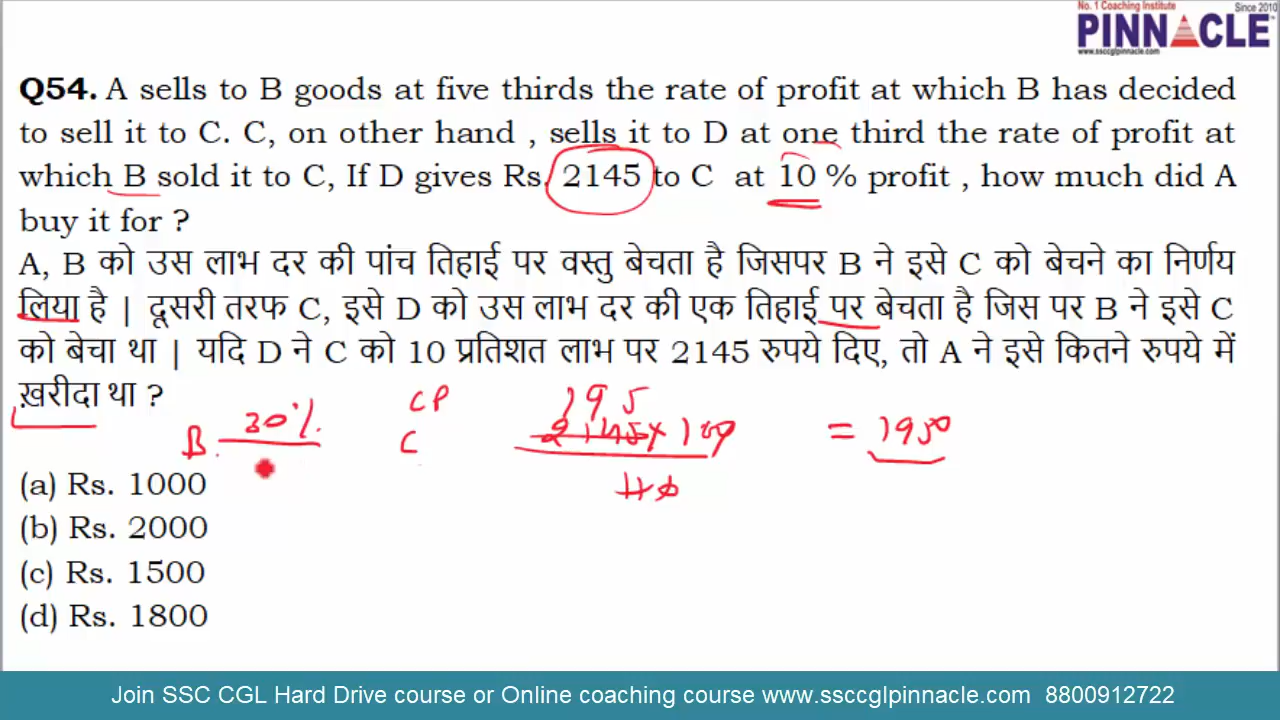 No. 1 Coaching Institute
Since 2010
PINNACLE
www.ssccglpinnacle.com
Q54. A sells to B goods at five thirds the rate of profit at which B has decided
to sell it to C. C, on other hand , sells it to D at one third the rate of profit at
which B sold it to C, If D gives Rs. 2145 to C at 10 % profit , how much did A
buy it for ?
A, B को उस लाभ दर की पांच तिहाई पर वस्तु बेचता है जिसपर B ने इसे C को बेचने का निर्णय
लिया है | दूसरी तरफ C, इसे D को उस लाभ दर की एक तिहाई पर बेचता है जिस पर B ने इसे C
को बेचा था | यदि D ने C को 10 प्रतिशत लाभ पर 2145 रुपये दिए, तो A ने इसे कितने रुपये में
ख़रीदा था ?
B 30%
CP
C
195
2145 x 100
110
= 1950
(a) Rs. 1000
(b) Rs. 2000
(c) Rs. 1500
(d) Rs. 1800
Join SSC CGL Hard Drive course or Online coaching course www.ssccglpinnacle.com 8800912722